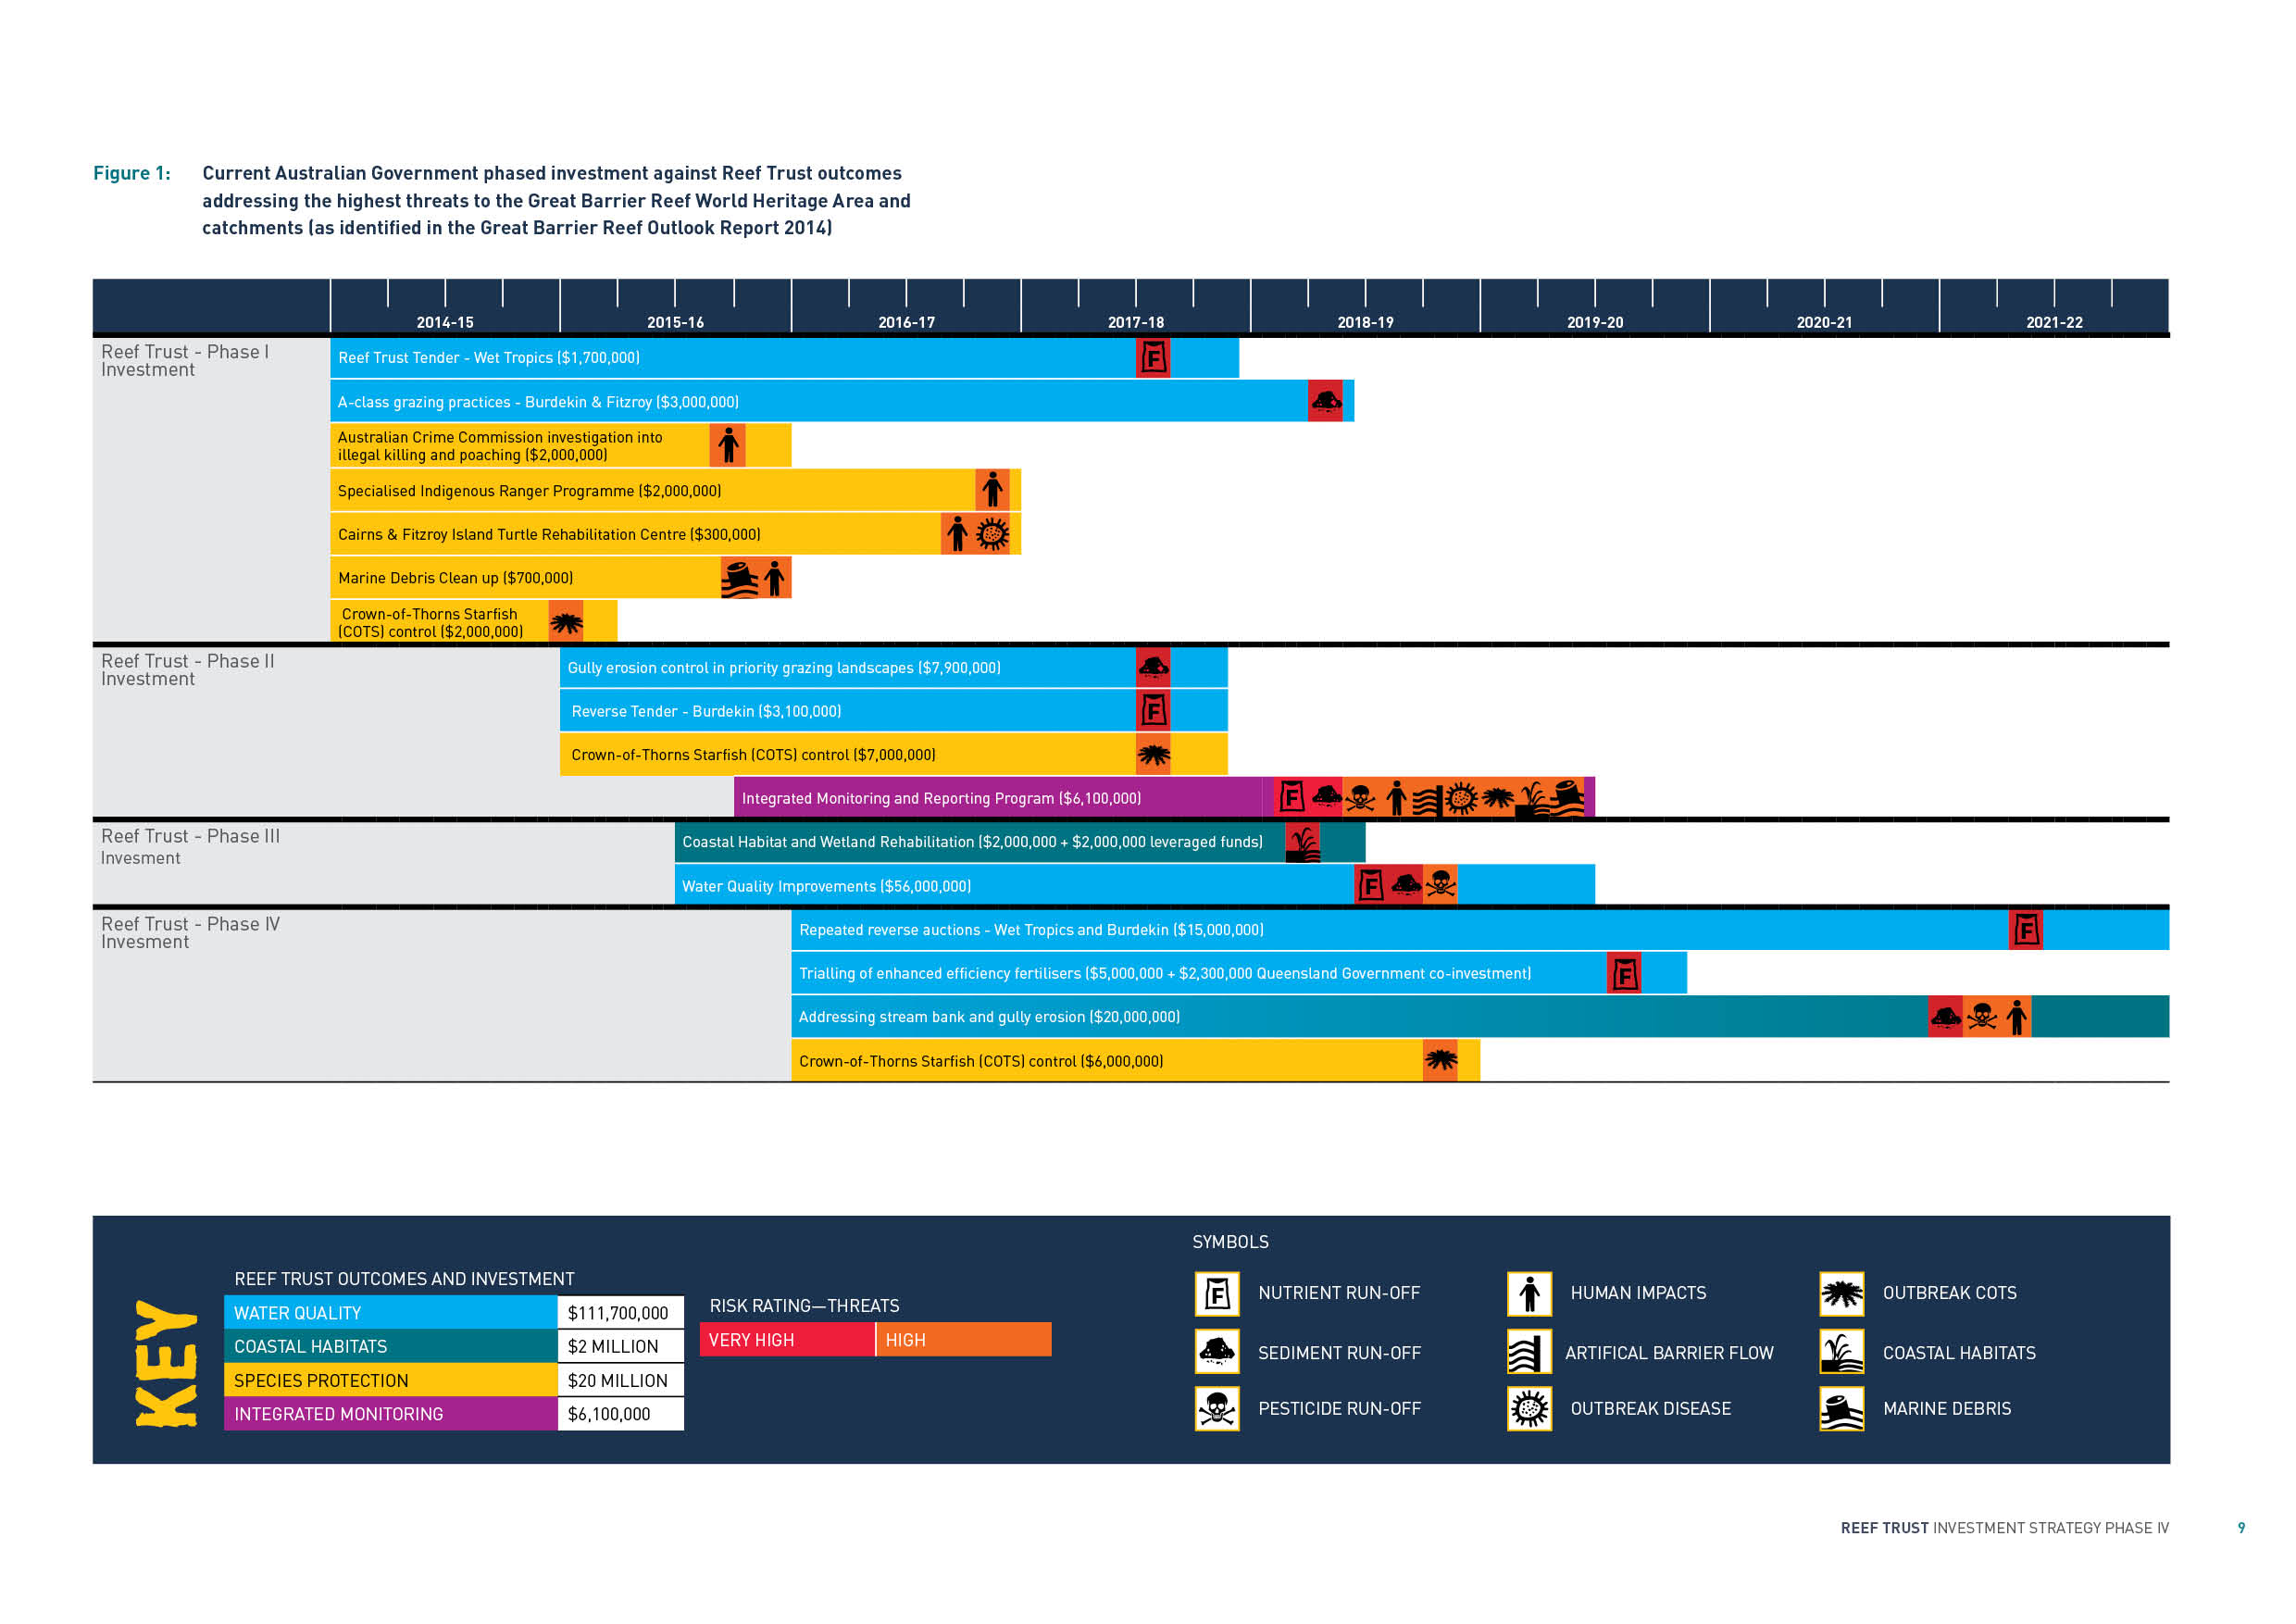 Figure 1:
Current Australian Government phased investment against Reef Trust outcomes
addressing the highest threats to the Great Barrier Reef World Heritage Area and
catchments (as identified in the Great Barrier Reef Outlook Report 2014)
2014-15 2015-16 2016-17 2017-18 2018-19 2019-20 2020-21 2021-22
Reef Trust - Phase I
Investment
Reef Trust Tender - Wet Tropics ($1,700,000)
F
A-class grazing practices - Burdekin & Fitzroy ($3,000,000)
Australian Crime Commission investigation into
illegal killing and poaching ($2,000,000)
Specialised Indigenous Ranger Programme ($2,000,000)
Cairns & Fitzroy Island Turtle Rehabilitation Centre ($300,000)
Marine Debris Clean up ($700,000)
Crown-of-Thorns Starfish
(COTS) control ($2,000,000)
Reef Trust - Phase II
Investment
Gully erosion control in priority grazing landscapes ($7,900,000)
Reverse Tender - Burdekin ($3,100,000)
F
Crown-of-Thorns Starfish (COTS) control ($7,000,000)
Integrated Monitoring and Reporting Program ($6,100,000)
F
Reef Trust - Phase III
Invesment
Coastal Habitat and Wetland Rehabilitation ($2,000,000 + $2,000,000 leveraged funds)
Water Quality Improvements ($56,000,000)
F
Reef Trust - Phase IV
Invesment
Repeated reverse auctions - Wet Tropics and Burdekin ($15,000,000)
F
Trialling of enhanced efficiency fertilisers ($5,000,000 + $2,300,000 Queensland Government co-investment)
F
Addressing stream bank and gully erosion ($20,000,000)
Crown-of-Thorns Starfish (COTS) control ($6,000,000)
KEY
REEF TRUST OUTCOMES AND INVESTMENT
WATER QUALITY $111,700,000
COASTAL HABITATS $2 MILLION
SPECIES PROTECTION $20 MILLION
INTEGRATED MONITORING $6,100,000
RISK RATING—THREATS
VERY HIGH HIGH
SYMBOLS
F NUTRIENT RUN-OFF
SEDIMENT RUN-OFF
PESTICIDE RUN-OFF
HUMAN IMPACTS
ARTIFICAL BARRIER FLOW
OUTBREAK DISEASE
OUTBREAK COTS
COASTAL HABITATS
MARINE DEBRIS
REEF TRUST INVESTMENT STRATEGY PHASE IV 9